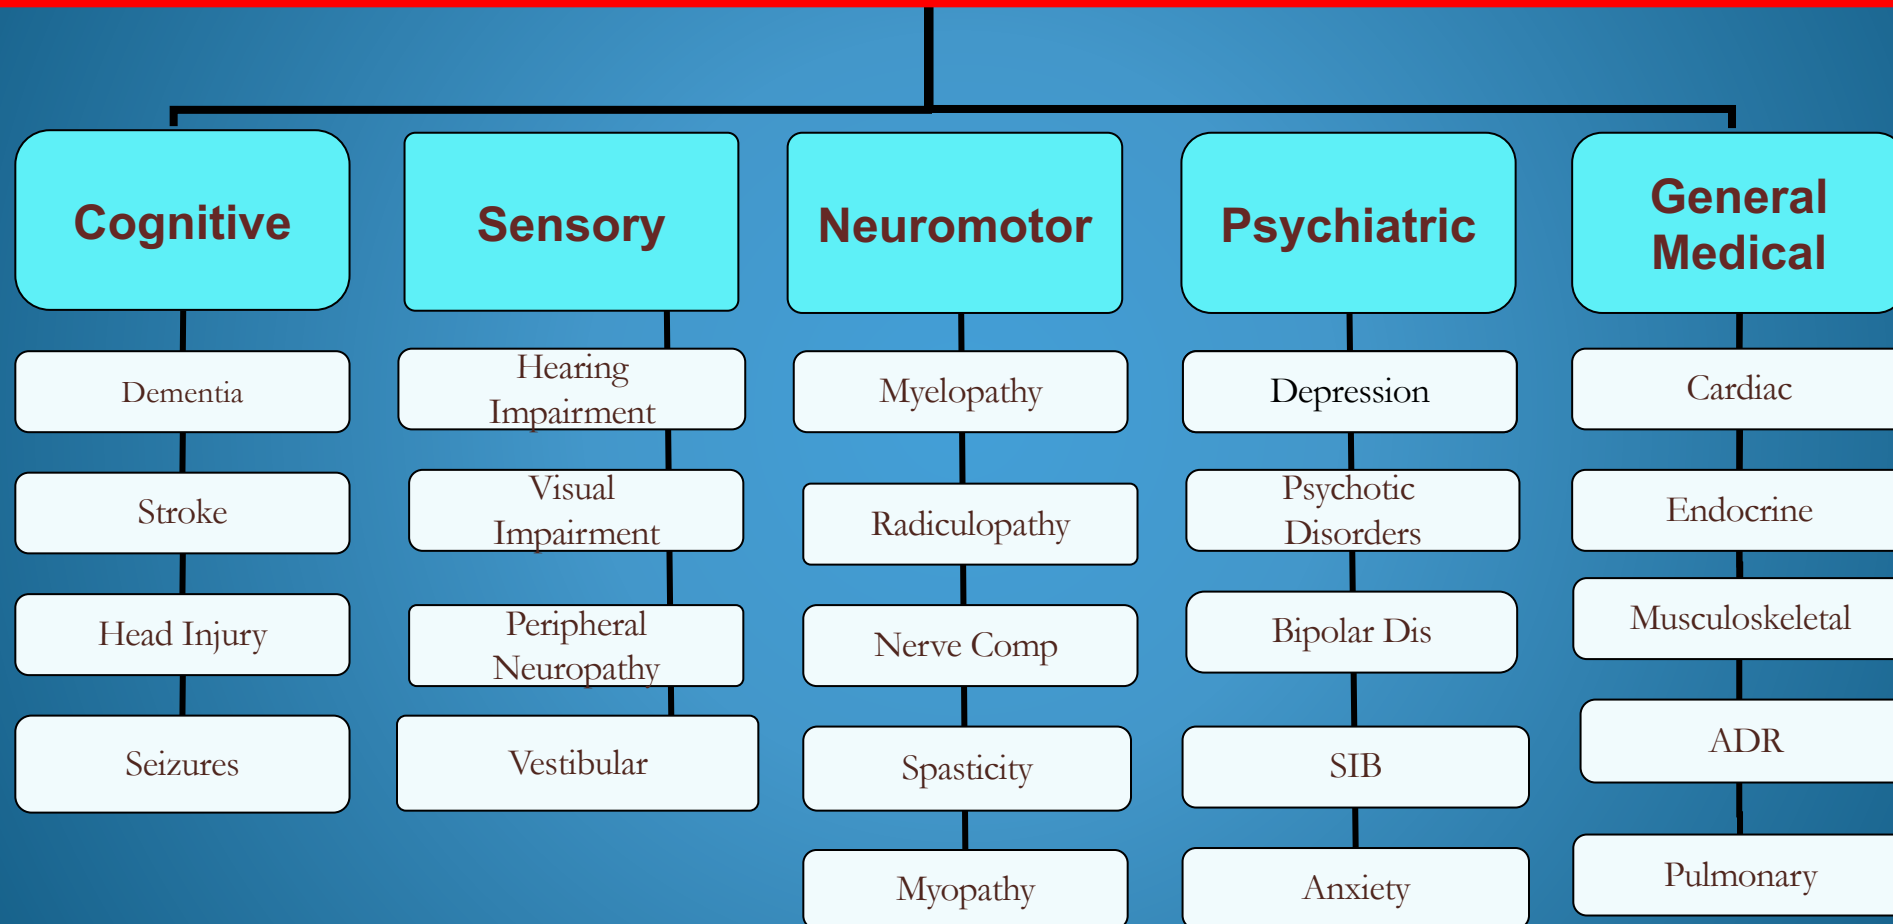 Cognitive
Sensory
Neuromotor
Psychiatric
General
Medical
Dementia
Stroke
Head Injury
Seizures
Hearing
Impairment
Visual
Impairment
Peripheral
Neuropathy
Vestibular
Myelopathy
Radiculopathy
Nerve Comp
Spasticity
Myopathy
Depression
Psychotic
Disorders
Bipolar Dis
SIB
Anxiety
Cardiac
Endocrine
Musculoskeletal
ADR
Pulmonary